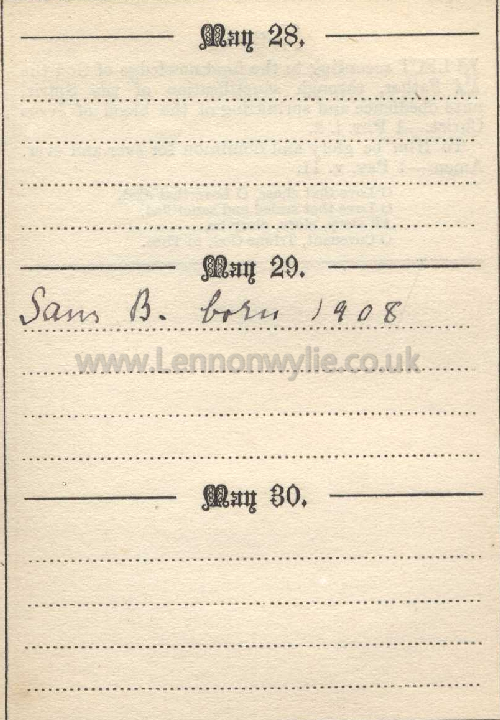 May 28.
May 29.
Sam B. born 1908
www.Lennonwylie.co.uk
May 30.